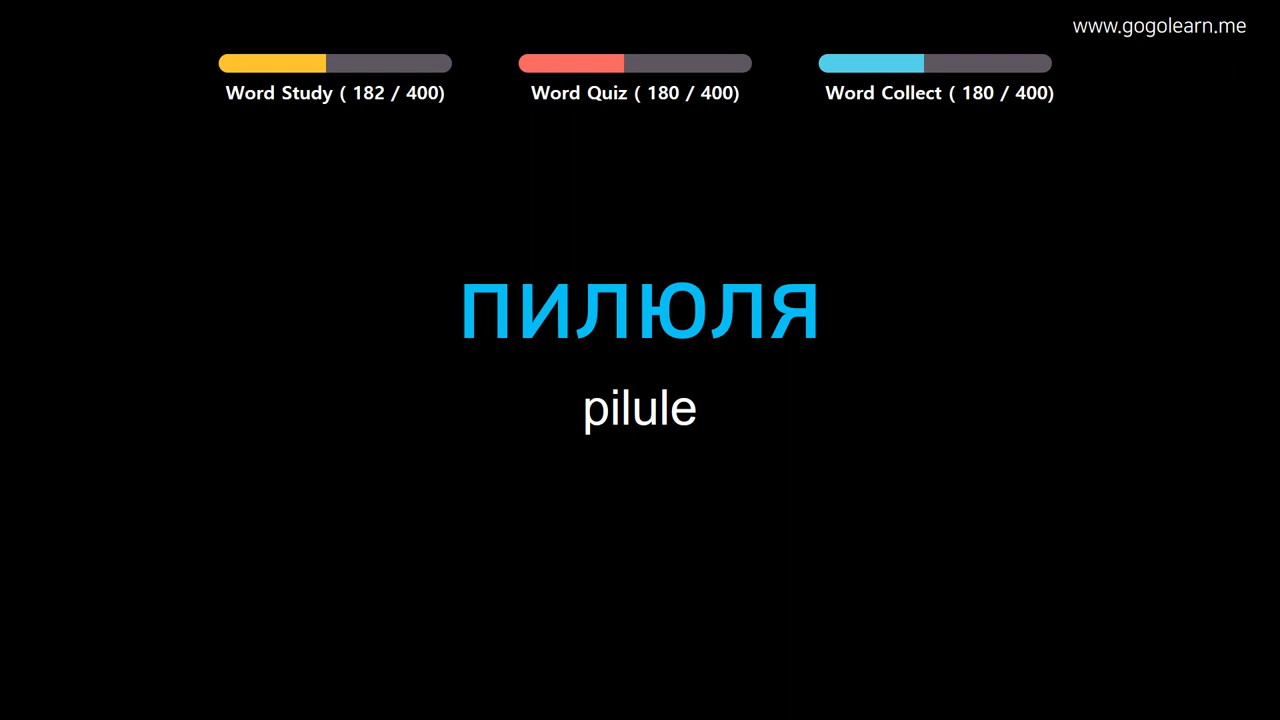 www.gogolearn.me
Word Study ( 182 / 400)
Word Quiz ( 180 / 400)
Word Collect ( 180 / 400)
пилюля
pilule